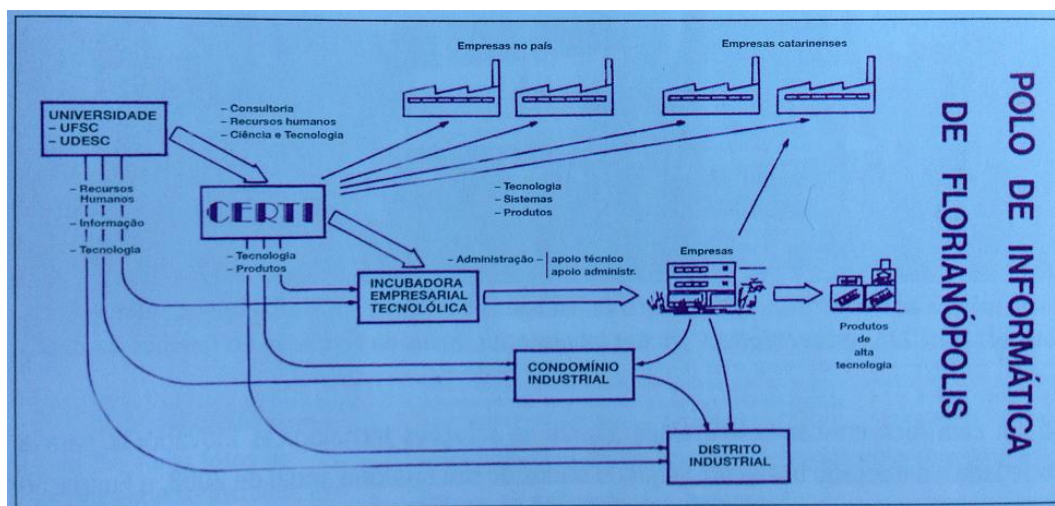 Empresas no país
Empresas catarinenses
POLO DE INFORMÁTICA
DE FLORIANÓPOLIS
UNIVERSIDADE
– UFSC
– UDESC
– Consultoria
– Recursos humanos
– Ciência e Tecnologia
– Recursos
Humanos
– Informação
– Tecnologia
CERTI
– Tecnologia
– Sistemas
– Produtos
– Tecnologia
– Produtos
– Administração – apoio técnico
apoio administr.
Empresas
INCUBADORA
EMPRESARIAL
TECNOLÓLICA
Produtos
de
alta
tecnologia
CONDOMÍNIO
INDUSTRIAL
DISTRITO
INDUSTRIAL